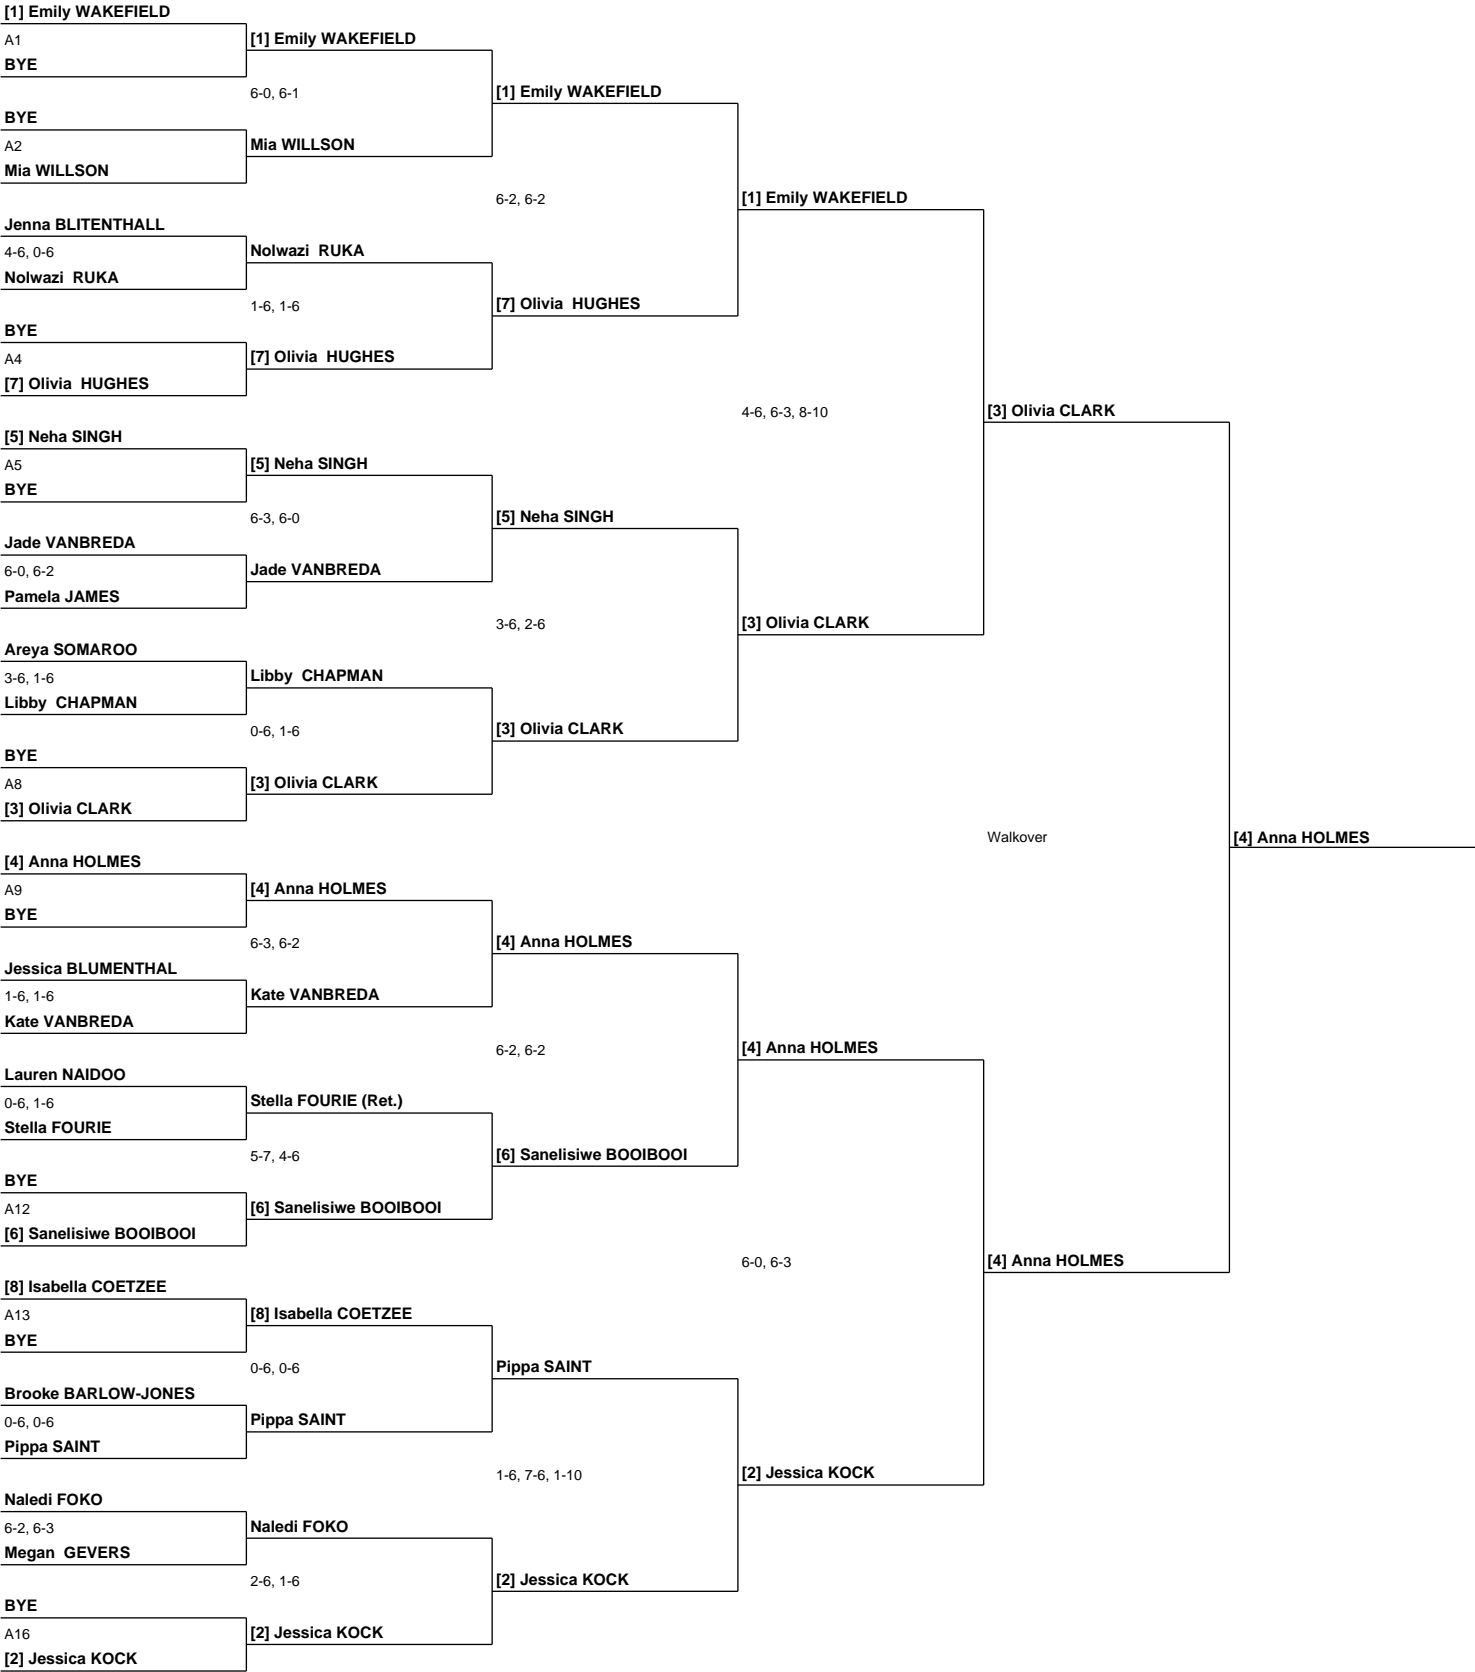 [1] Emily WAKEFIELD
A1
BYE
BYE
A2
Mia WILLSON
Jenna BLITENTHALL
4-6, 0-6
Nolwazi RUKA
BYE
A4
[7] Olivia HUGHES
[5] Neha SINGH
A5
BYE
Jade VANBREDA
6-0, 6-2
Pamela JAMES
Areya SOMAROO
3-6, 1-6
Libby CHAPMAN
BYE
A8
[3] Olivia CLARK
[4] Anna HOLMES
A9
BYE
Jessica BLUMENTHAL
1-6, 1-6
Kate VANBREDA
Lauren NAIDOO
0-6, 1-6
Stella FOURIE
BYE
A12
[6] Sanelisiwe BOOIBOOI
[8] Isabella COETZEE
A13
BYE
Brooke BARLOW-JONES
0-6, 0-6
Pippa SAINT
Naledi FOKO
6-2, 6-3
Megan GEVERS
BYE
A16
[2] Jessica KOCK
[1] Emily WAKEFIELD
6-0, 6-1
Mia WILLSON
Nolwazi RUKA
1-6, 1-6
[7] Olivia HUGHES
[5] Neha SINGH
6-3, 6-0
Jade VANBREDA
Libby CHAPMAN
0-6, 1-6
[3] Olivia CLARK
[4] Anna HOLMES
6-3, 6-2
Kate VANBREDA
Stella FOURIE (Ret.)
5-7, 4-6
[6] Sanelisiwe BOOIBOOI
[8] Isabella COETZEE
0-6, 0-6
Pippa SAINT
Naledi FOKO
2-6, 1-6
[2] Jessica KOCK
[1] Emily WAKEFIELD
6-2, 6-2
[7] Olivia HUGHES
[5] Neha SINGH
3-6, 2-6
[3] Olivia CLARK
[4] Anna HOLMES
6-2, 6-2
[6] Sanelisiwe BOOIBOOI
Pippa SAINT
1-6, 7-6, 1-10
[2] Jessica KOCK
[1] Emily WAKEFIELD
4-6, 6-3, 8-10
[3] Olivia CLARK
[4] Anna HOLMES
6-0, 6-3
[2] Jessica KOCK
[3] Olivia CLARK
Walkover
[4] Anna HOLMES
[4] Anna HOLMES